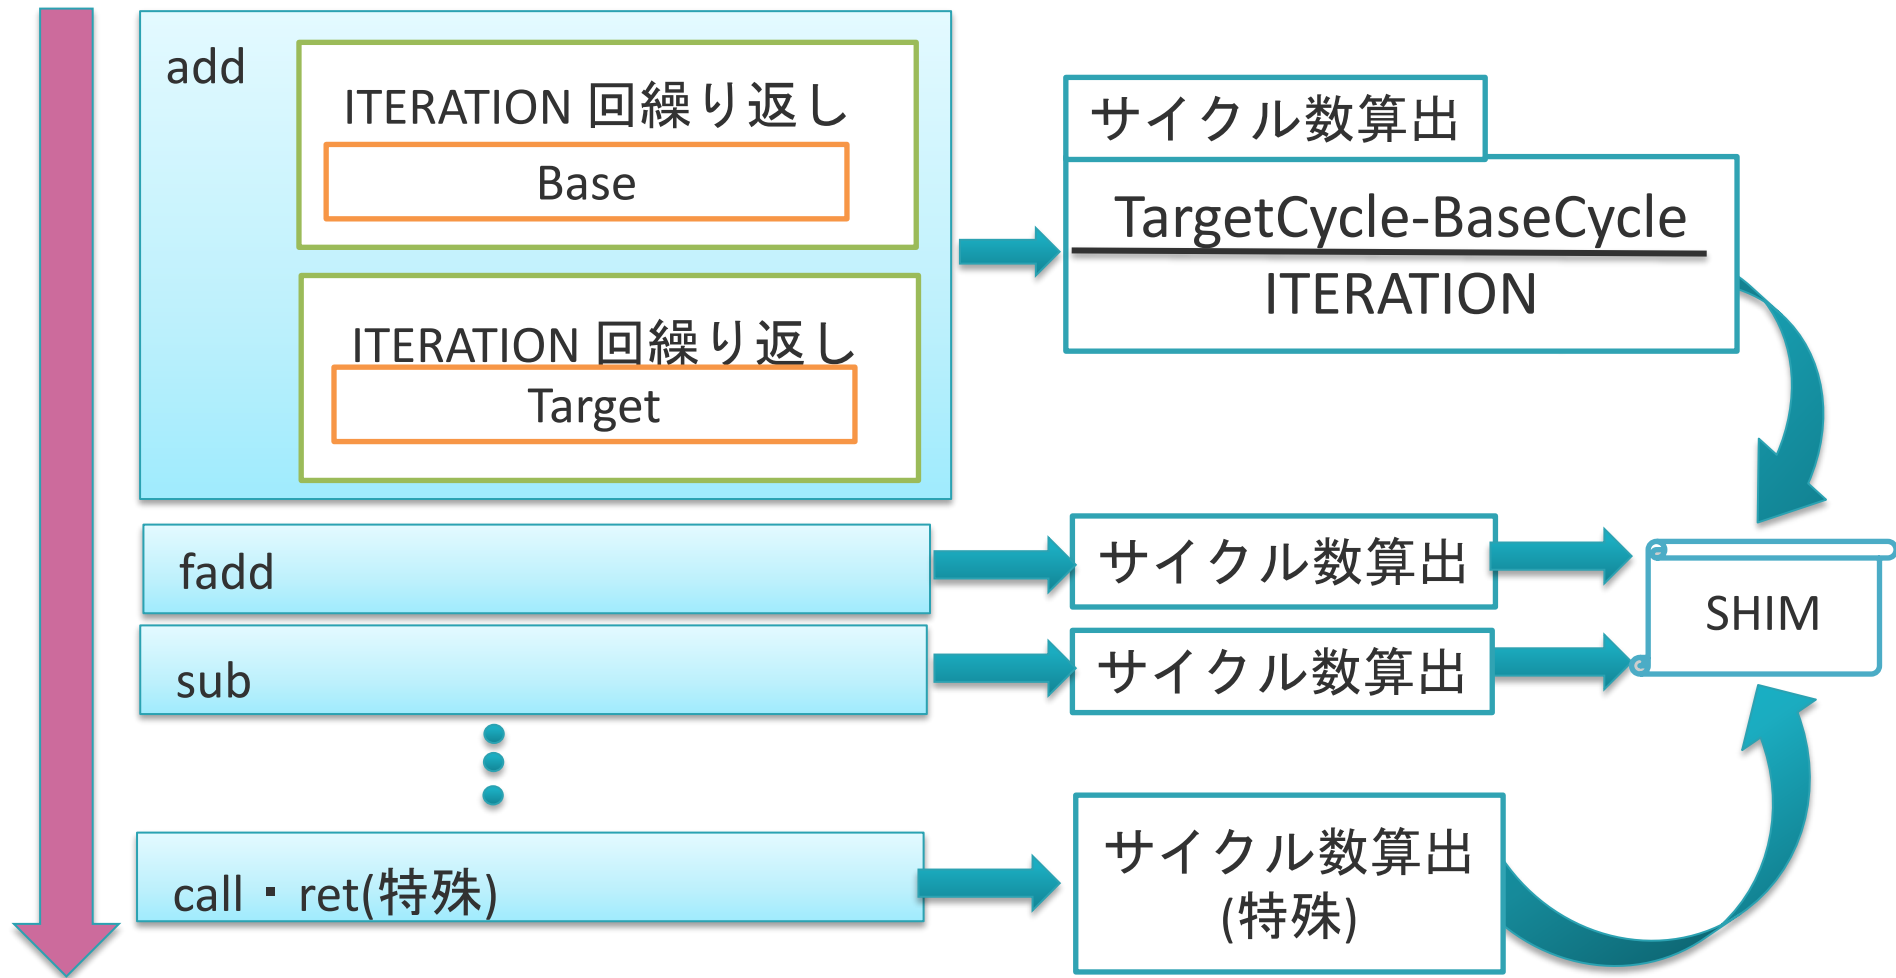 add
ITERATION 回繰り返し
Base
ITERATION 回繰り返し
Target
サイクル数算出
TargetCycle-BaseCycle
ITERATION
fadd
サイクル数算出
sub
サイクル数算出
SHIM
call・ret(特殊)
サイクル数算出
(特殊)